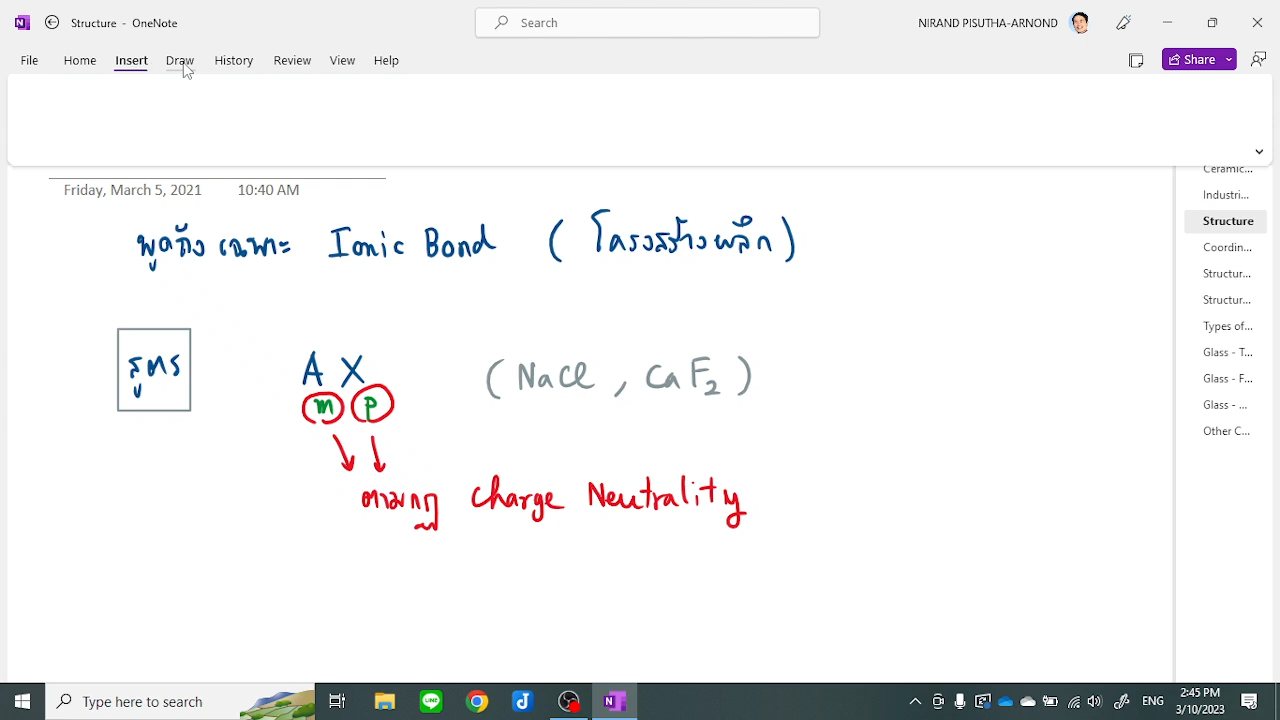 Structure - OneNote
Search
NIRAND PISUTHA-ARNOND
File Home Insert Draw History Review View Help
Share
Friday, March 5, 2021 10:40 AM
พูดถึง เฉพาะ Ionic Bond ( โครงสร้างผลึก )
สูตร
A X
m p
( NaCl , CaF2 )
ตามกฎ Charge Neutrality
Ceramic...
Industri...
Structure
Coordin...
Structur...
Structur...
Types of...
Glass - T...
Glass - F...
Glass - ...
Other C...
Type here to search
ENG
2:45 PM
3/10/2023